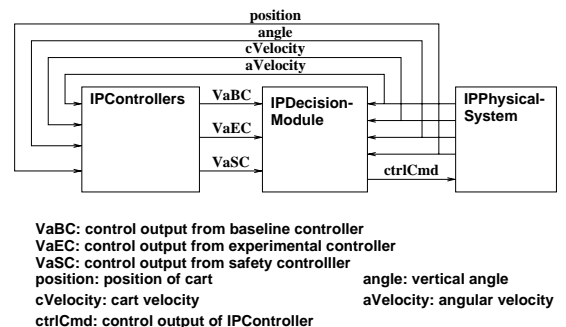 position
angle
cVelocity
aVelocity
IPControllers
VaBC
VaEC
VaSC
IPDecision-
Module
IPPhysical-
System
ctrlCmd
VaBC: control output from baseline controller
VaEC: control output from experimental controller
VaSC: control output from safety controlller
position: position of cart angle: vertical angle
cVelocity: cart velocity aVelocity: angular velocity
ctrlCmd: control output of IPController